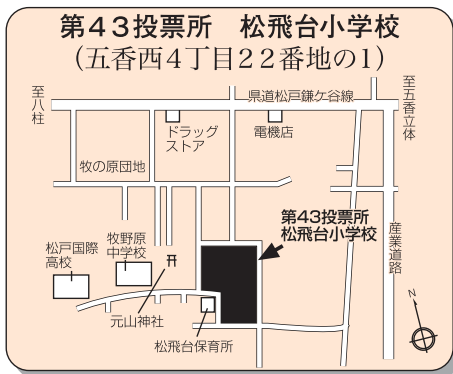 第43投票所 松飛台小学校
(五香西4丁目22番地の1)
至八柱
県道松戸鎌ケ谷線
至五香立体
ドラッグ
ストア
電機店
牧の原団地
第43投票所
松飛台小学校
産業道路
松戸国際
高校
牧野原
中学校
元山神社
松飛台保育所
N